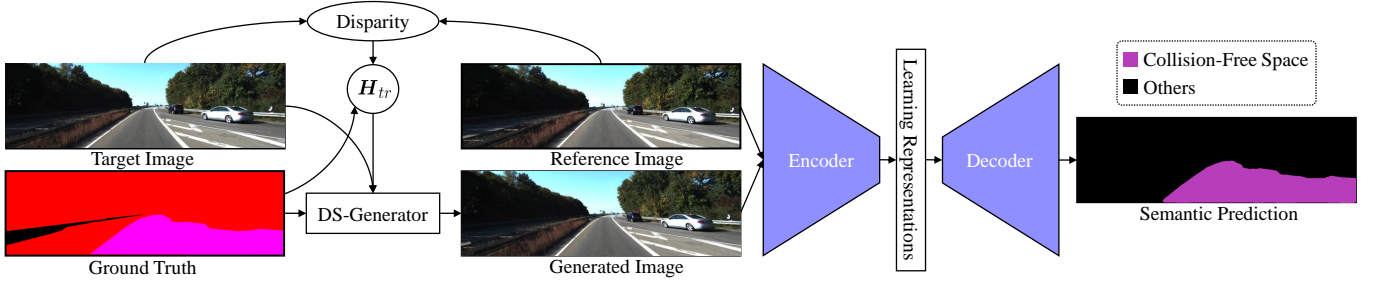 Disparity
H_tr
Target Image
Ground Truth
DS-Generator
Reference Image
Generated Image
Encoder
Learning
Representations
Decoder
Collision-Free Space
Others
Semantic Prediction